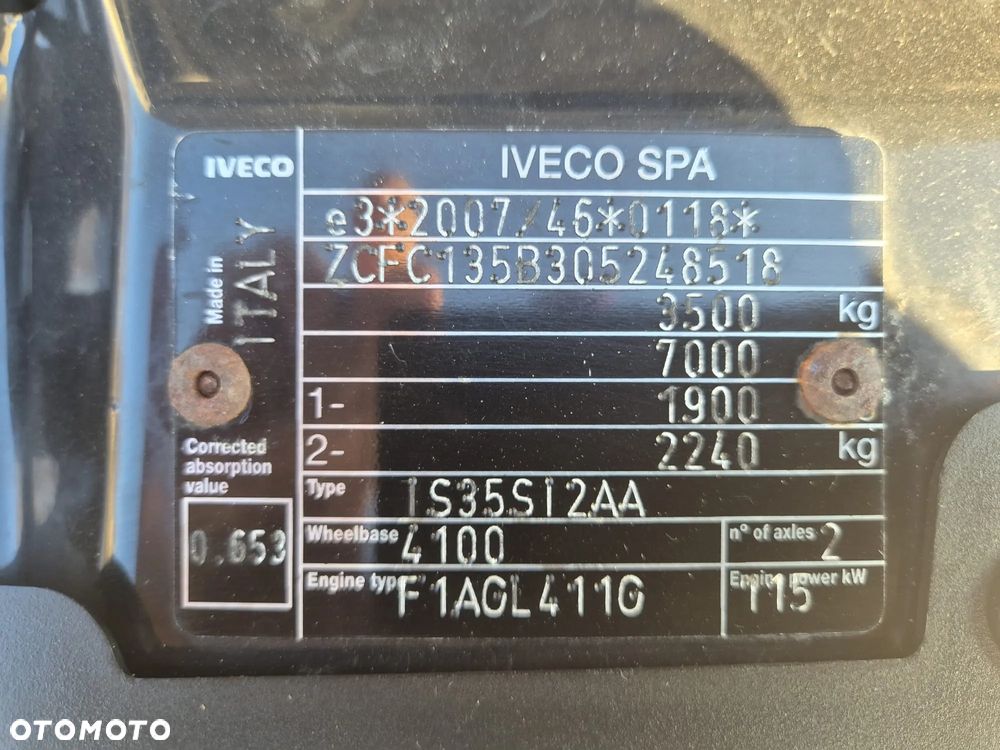 IVECO
IVECO SPA
Made in
ITALY
e3*2007/46*0118*
ZCFC135B305248518
3500 kg
7000
1- 1900
2- 2240 kg
Corrected
absorption
value
0.653
Type IS35SI2AA
Wheelbase 4100
n° of axles 2
Engine type F1AGL411G
Engine power kW 115
OTOMOTO